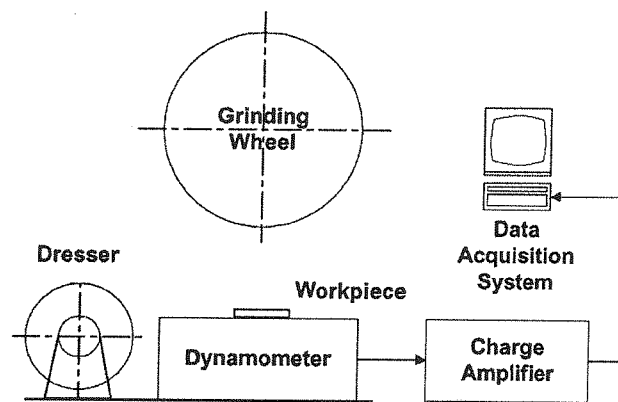 Grinding
Wheel
Data
Acquisition
System
Dresser
Workpiece
Dynamometer
Charge
Amplifier